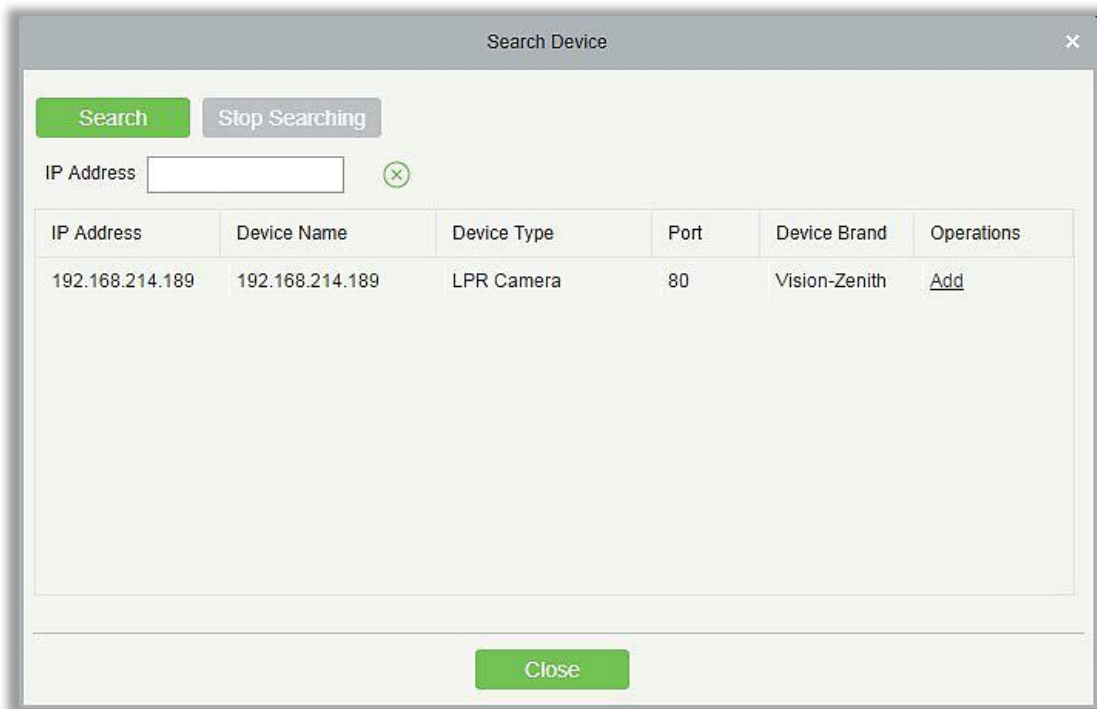 Search Device
Search Stop Searching
IP Address
IP Address Device Name Device Type Port Device Brand Operations
192.168.214.189 192.168.214.189 LPR Camera 80 Vision-Zenith Add
Close